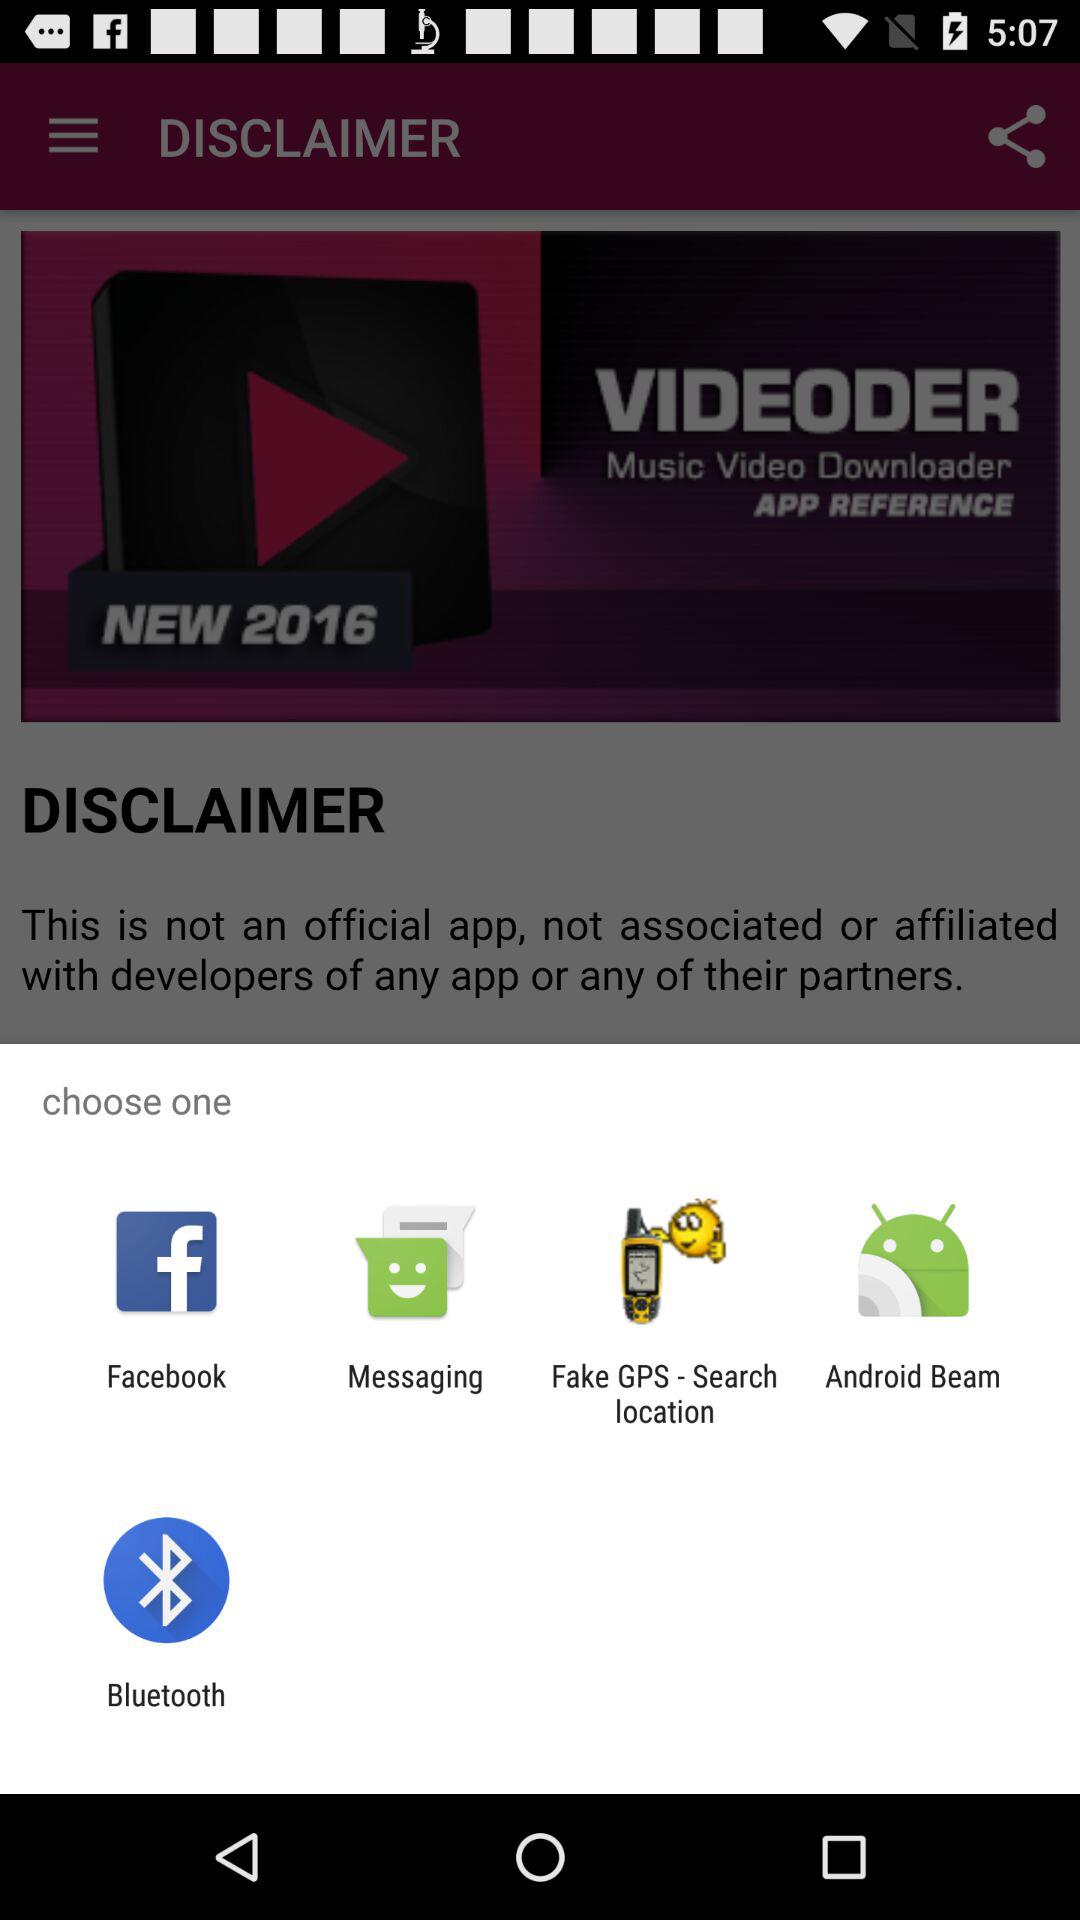 5:07
DISCLAIMER
VIDEODER
Music Video Downloader
APP REFERENCE
NEW 2016
DISCLAIMER
This is not an official app, not associated or affiliated
with developers of any app or any of their partners.
choose one
Facebook
Messaging
Fake GPS - Search
location
Android Beam
Bluetooth